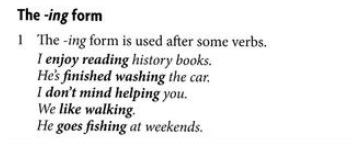 The -ing form
1 The -ing form is used after some verbs.
I enjoy reading history books.
He's finished washing the car.
I don't mind helping you.
We like walking.
He goes fishing at weekends.